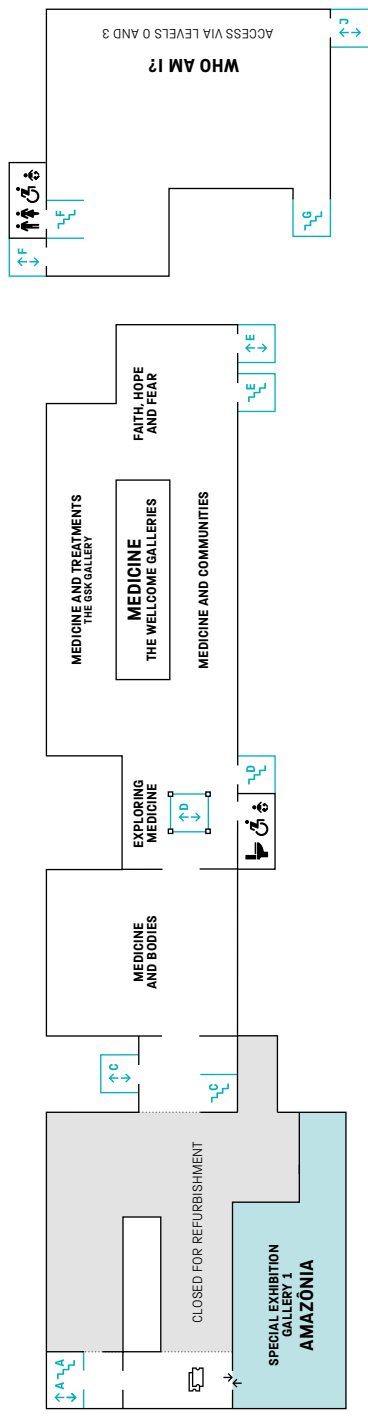 A
A
CLOSED FOR REFURBISHMENT
SPECIAL EXHIBITION
GALLERY 1
AMAZÔNIA
C
C
MEDICINE
AND BODIES
EXPLORING
MEDICINE
D
D
MEDICINE AND TREATMENTS
THE GSK GALLERY
MEDICINE
THE WELLCOME GALLERIES
MEDICINE AND COMMUNITIES
FAITH, HOPE
AND FEAR
E
E
F
F
WHO AM I?
ACCESS VIA LEVELS 0 AND 3
G
J